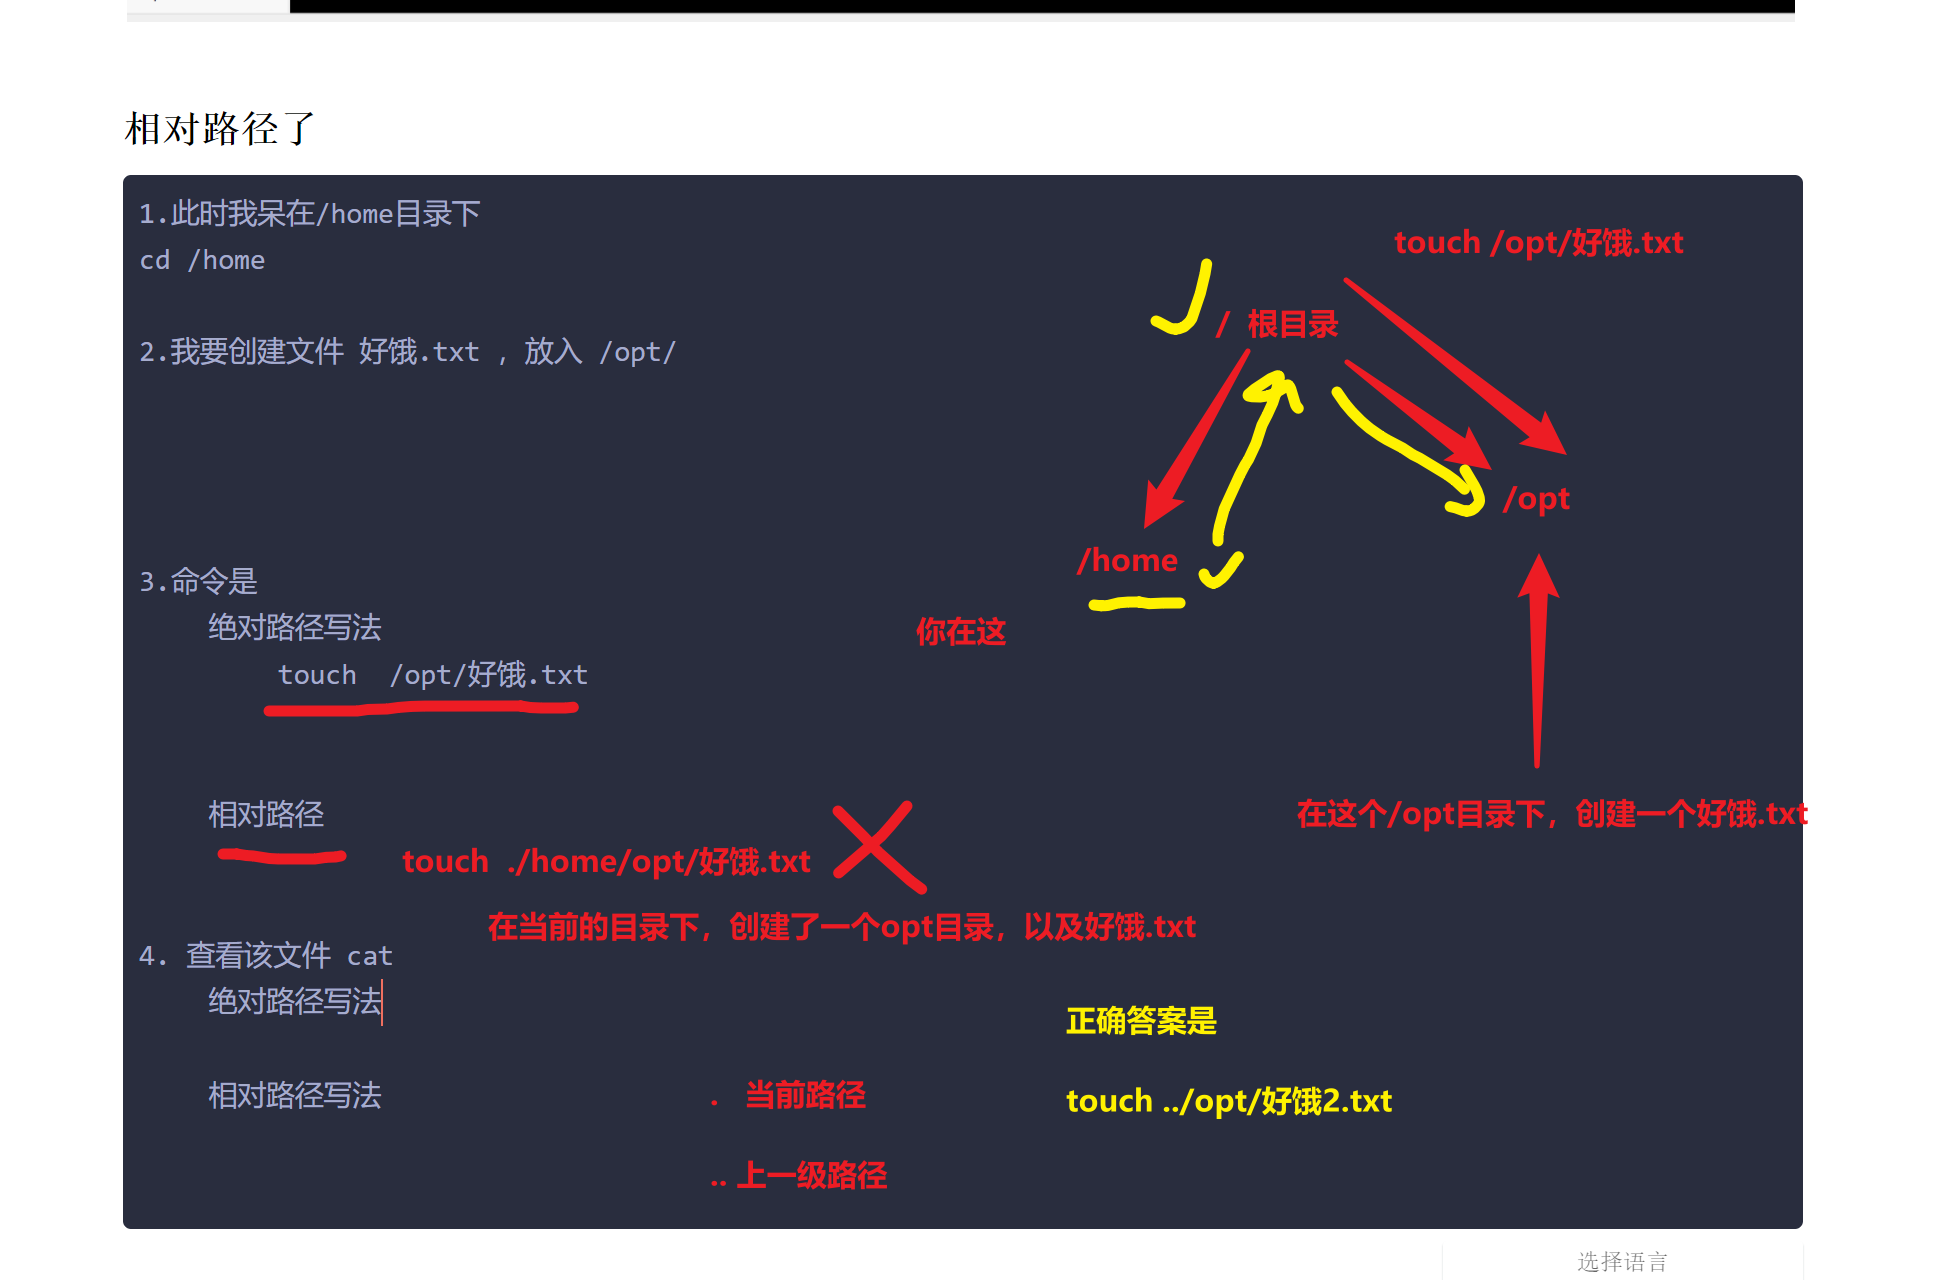 相对路径了
1.此时我呆在/home目录下
cd /home
touch /opt/好饿.txt
/ 根目录
2.我要创建文件 好饿.txt ，放入 /opt/
/opt
/home
3.命令是
绝对路径写法
你在这
touch  /opt/好饿.txt
相对路径
在这个/opt目录下，创建一个好饿.txt
touch  ./home/opt/好饿.txt
在当前的目录下，创建了一个opt目录，以及好饿.txt
4. 查看该文件 cat
绝对路径写法
正确答案是
相对路径写法
. 当前路径
touch ../opt/好饿2.txt
.. 上一级路径
选择语言